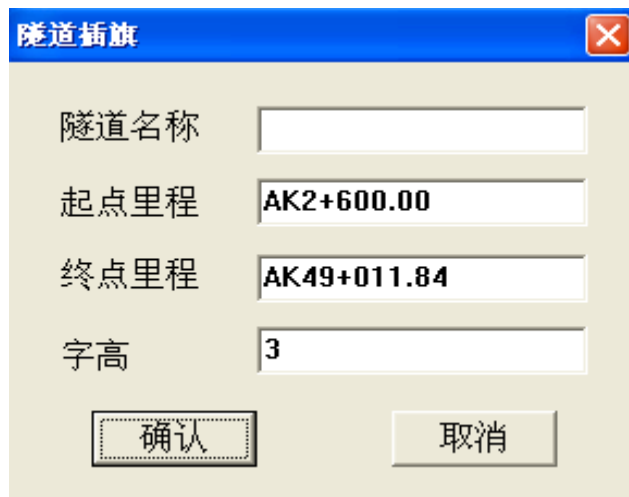 隧道插旗
隧道名称
起点里程 AK2+600.00
终点里程 AK49+011.84
字高 3
确认 取消